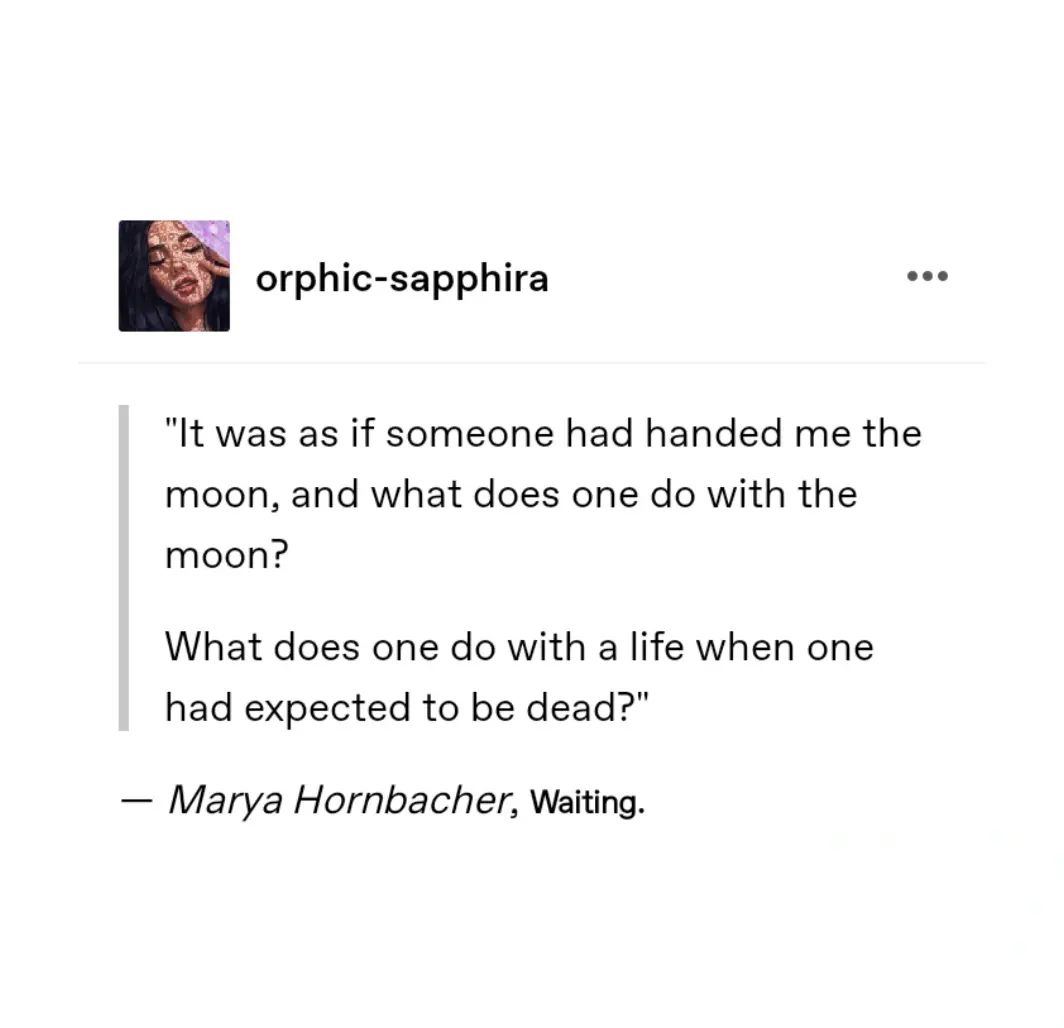 orphic-sapphira
"It was as if someone had handed me the
moon, and what does one do with the
moon?
What does one do with a life when one
had expected to be dead?"
— Marya Hornbacher, Waiting.